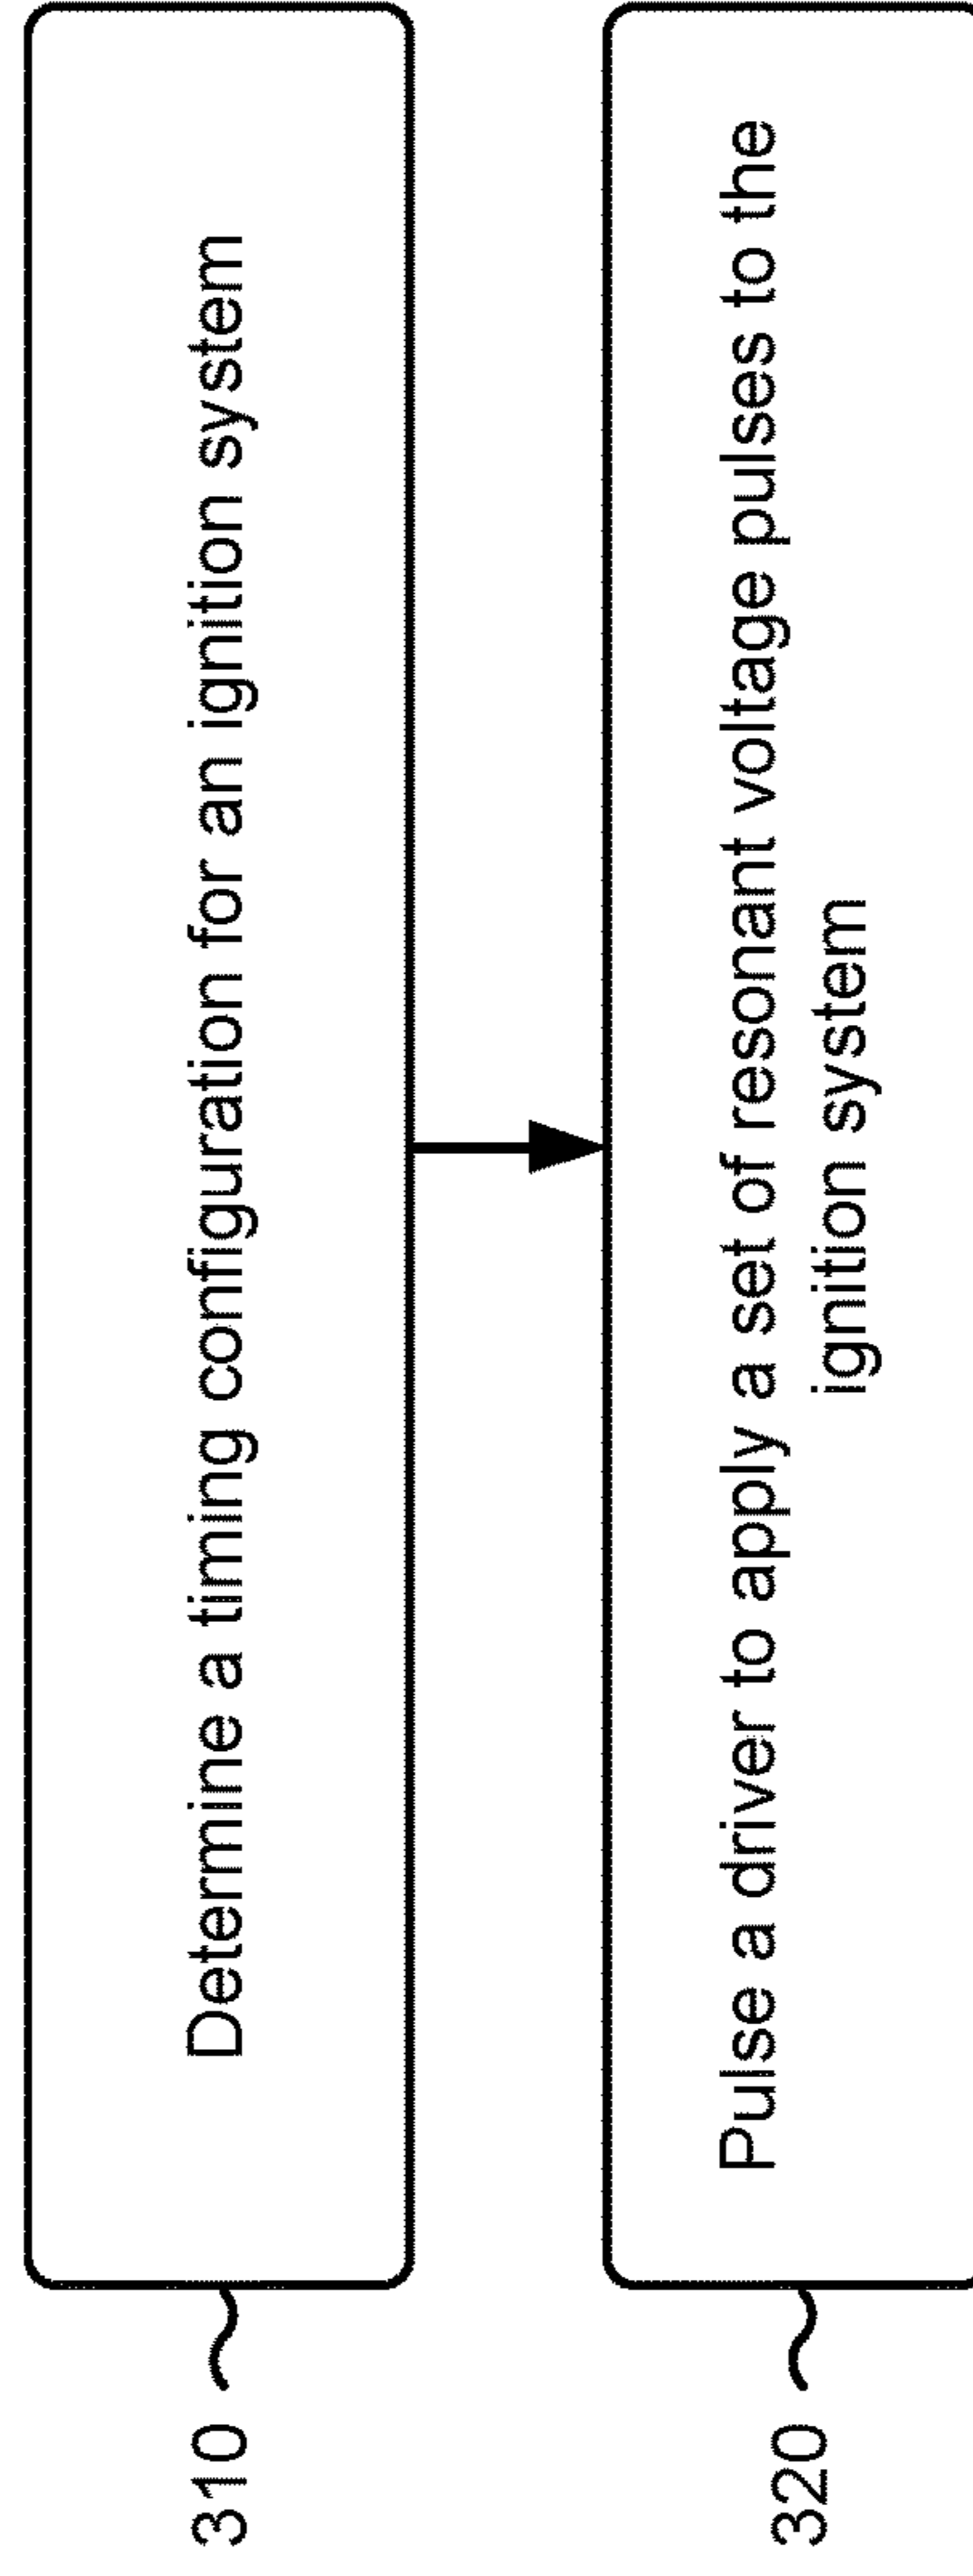 310
Determine a timing configuration for an ignition system
320
Pulse a driver to apply a set of resonant voltage pulses to the
ignition system